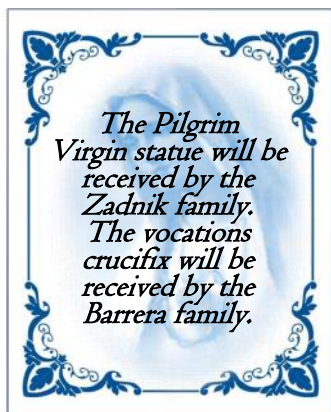 The Pilgrim
Virgin statue will be
received by the
Zadnik family.
The vocations
crucifix will be
received by the
Barrera family.